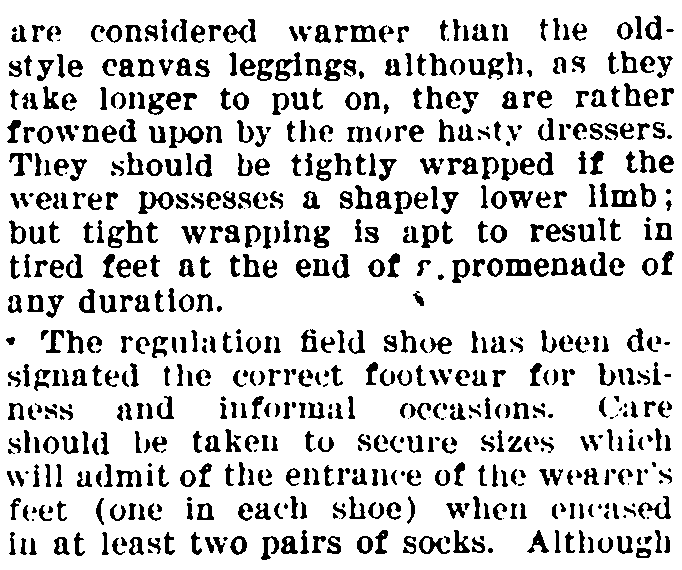 are considered warmer than the old-
style canvas leggings, although, as they
take longer to put on, they are rather
frowned upon by the more hasty dressers.
They should be tightly wrapped if the
wearer possesses a shapely lower limb;
but tight wrapping is apt to result in
tired feet at the end of promenade of
any duration.
The regulation field shoe has been de-
signated the correct footwear for busi-
ness and informal occasions. Care
should be taken to secure sizes which
will admit of the entrance of the wearer's
feet (one in each shoe) when encased
in at least two pairs of socks. Although